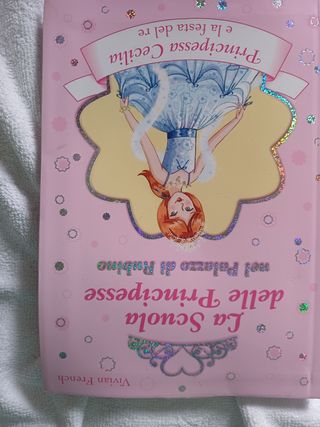 Vivian French
La Scuola
delle Principesse
nel Palazzo di Rubino
Principessa Cecilia
e la festa del re